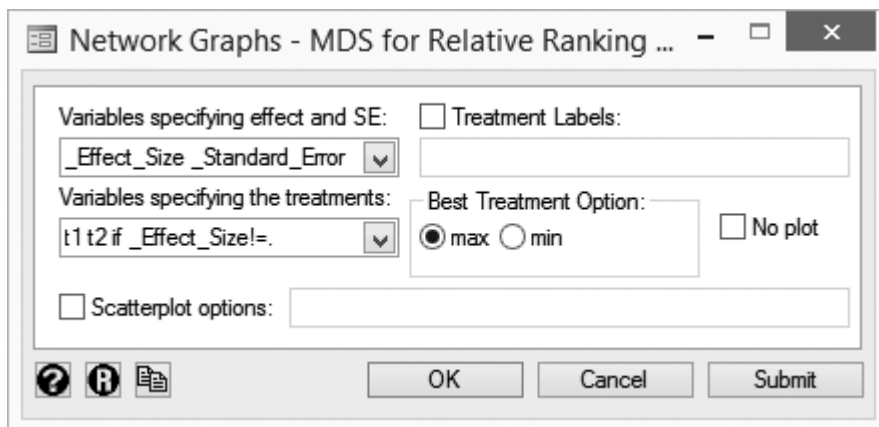 Network Graphs - MDS for Relative Ranking ...
Variables specifying effect and SE:
Treatment Labels:
_Effect_Size _Standard_Error
Variables specifying the treatments:
Best Treatment Option:
t1 t2 if _Effect_Size!=.
max
min
No plot
Scatterplot options:
? R
OK
Cancel
Submit